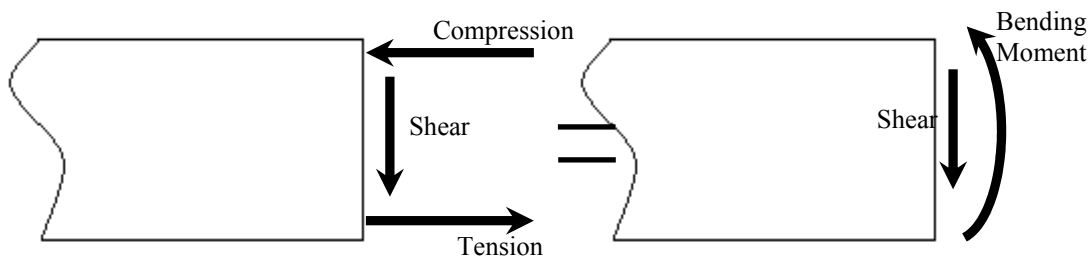 Compression
Shear
Tension
Bending
Moment
Shear